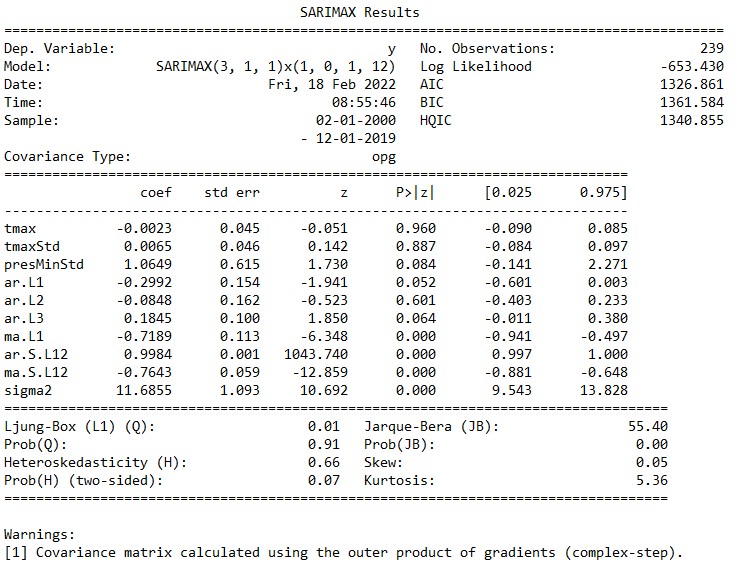 SARIMAX Results
==============================================================================================
Dep. Variable: y No. Observations: 239
Model: SARIMAX(3, 1, 1)x(1, 0, 1, 12) Log Likelihood -653.430
Date: Fri, 18 Feb 2022 AIC 1326.861
Time: 08:55:46 BIC 1361.584
Sample: 02-01-2000 HQIC 1340.855
- 12-01-2019
Covariance Type: opg
==============================================================================
coef std err z P>|z| [0.025 0.975]
------------------------------------------------------------------------------
tmax -0.0023 0.045 -0.051 0.960 -0.090 0.085
tmaxStd 0.0065 0.046 0.142 0.887 -0.084 0.097
presMinStd 1.0649 0.615 1.730 0.084 -0.141 2.271
ar.L1 -0.2992 0.154 -1.941 0.052 -0.601 0.003
ar.L2 -0.0848 0.162 -0.523 0.601 -0.403 0.233
ar.L3 0.1845 0.100 1.850 0.064 -0.011 0.380
ma.L1 -0.7189 0.113 -6.348 0.000 -0.941 -0.497
ar.S.L12 0.9984 0.001 1043.740 0.000 0.997 1.000
ma.S.L12 -0.7643 0.059 -12.859 0.000 -0.881 -0.648
sigma2 11.6855 1.093 10.692 0.000 9.543 13.828
===================================================================================
Ljung-Box (L1) (Q): 0.01 Jarque-Bera (JB): 55.40
Prob(Q): 0.91 Prob(JB): 0.00
Heteroskedasticity (H): 0.66 Skew: 0.05
Prob(H) (two-sided): 0.07 Kurtosis: 5.36
===================================================================================
Warnings:
[1] Covariance matrix calculated using the outer product of gradients (complex-step).